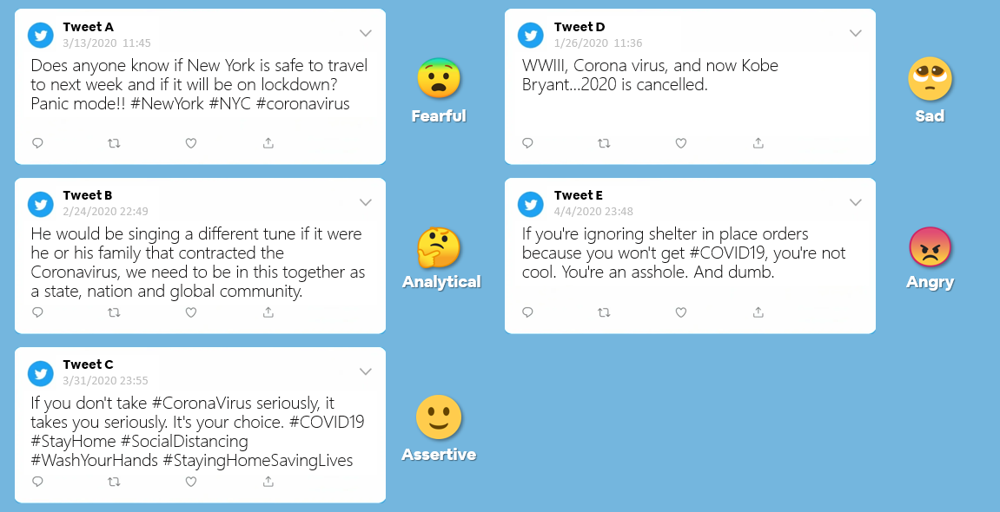 Tweet A
3/13/2020 11:45
Does anyone know if New York is safe to travel
to next week and if it will be on lockdown?
Panic mode!! #NewYork #NYC #coronavirus
Fearful
Tweet B
2/24/2020 22:49
He would be singing a different tune if it were
he or his family that contracted the
Coronavirus, we need to be in this together as
a state, nation and global community.
Analytical
Tweet C
3/31/2020 23:55
If you don't take #CoronaVirus seriously, it
takes you seriously. It's your choice. #COVID19
#StayHome #SocialDistancing
#WashYourHands #StayingHomeSavingLives
Assertive
Tweet D
1/26/2020 11:36
WWIII, Corona virus, and now Kobe
Bryant...2020 is cancelled.
Sad
Tweet E
4/4/2020 23:48
If you're ignoring shelter in place orders
because you won't get #COVID19, you're not
cool. You're an asshole. And dumb.
Angry